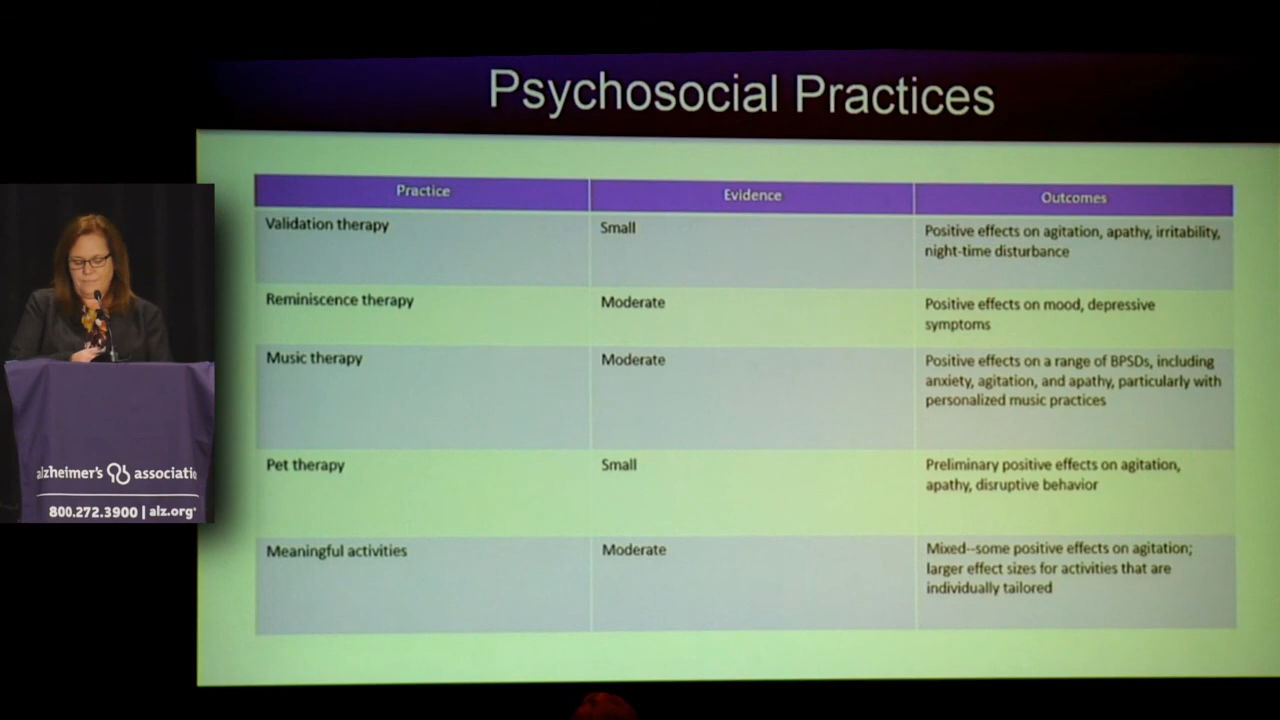 Psychosocial Practices
Practice Evidence Outcomes
Validation therapy Small Positive effects on agitation, apathy, irritability,
night-time disturbance
Reminiscence therapy Moderate Positive effects on mood, depressive
symptoms
Music therapy Moderate Positive effects on a range of BPSDs, including
anxiety, agitation, and apathy, particularly with
personalized music practices
Pet therapy Small Preliminary positive effects on agitation,
apathy, disruptive behavior
Meaningful activities Moderate Mixed--some positive effects on agitation;
larger effect sizes for activities that are
individually tailored
alzheimer's associatio
800.272.3900 | alz.org®